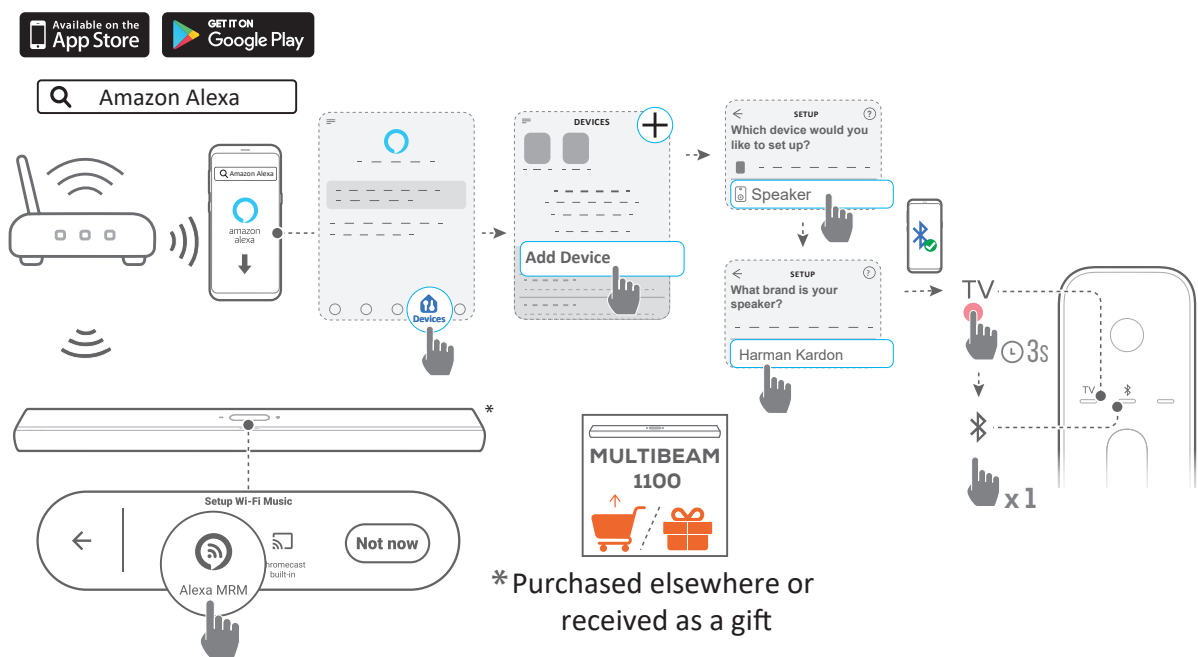 Available on the
App Store
GET IT ON
Google Play
Amazon Alexa
Amazon Alexa
amazon
alexa
Devices
DEVICES
Add Device
SETUP
?
Which device would you
like to set up?
Speaker
SETUP
?
What brand is your
speaker?
Harman Kardon
TV
3s
x1
TV
*
Setup Wi-Fi Music
Alexa MRM
hromecast
built-in
Not now
MULTIBEAM
1100
*Purchased elsewhere or
received as a gift